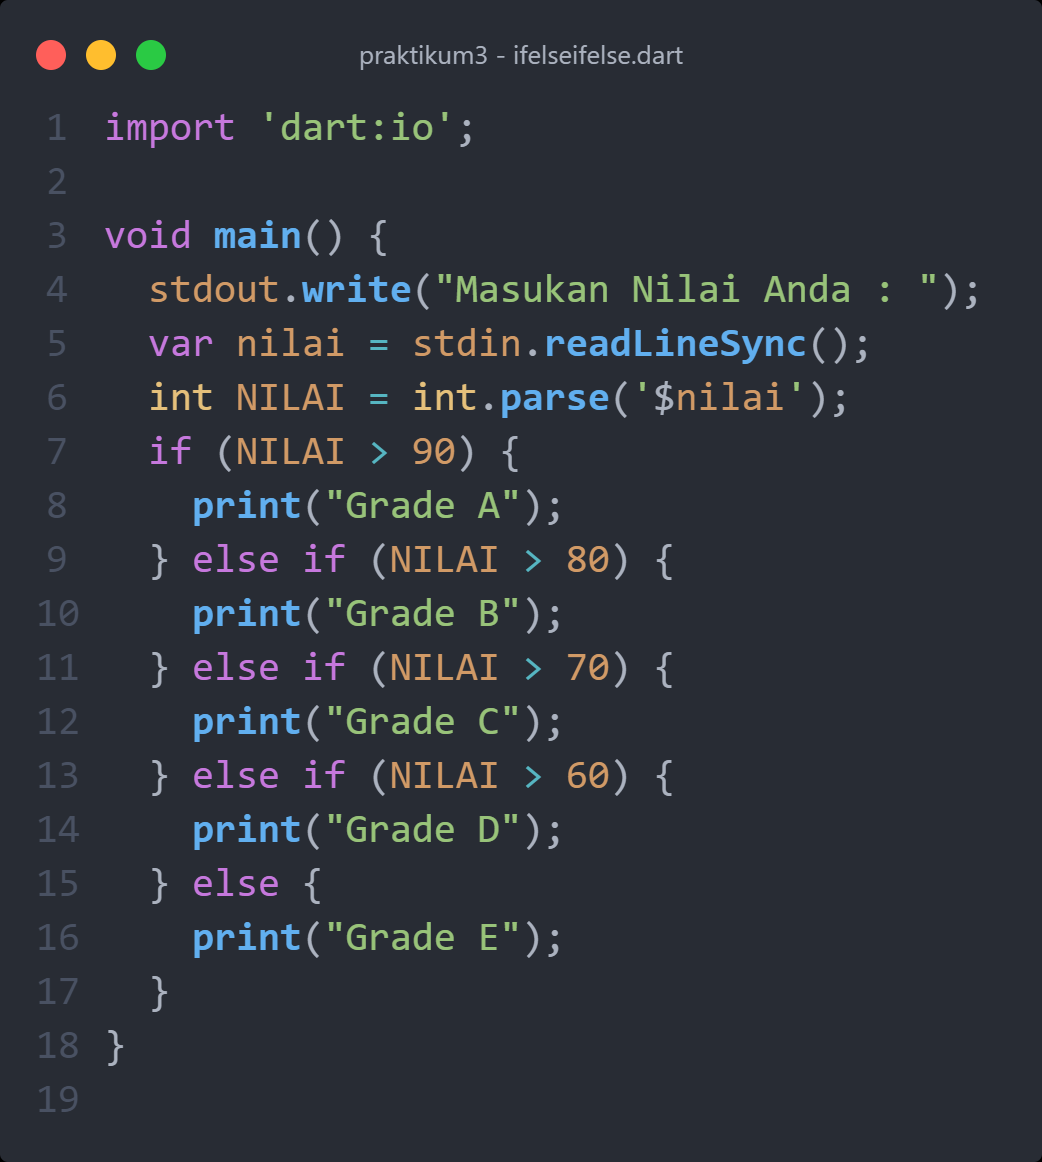 praktikum3 - ifelseifelse.dart
1 import 'dart:io';
2
3 void main() {
4   stdout.write("Masukan Nilai Anda : ");
5   var nilai = stdin.readLineSync();
6   int NILAI = int.parse('$nilai');
7   if (NILAI > 90) {
8     print("Grade A");
9   } else if (NILAI > 80) {
10     print("Grade B");
11   } else if (NILAI > 70) {
12     print("Grade C");
13   } else if (NILAI > 60) {
14     print("Grade D");
15   } else {
16     print("Grade E");
17   }
18 }
19